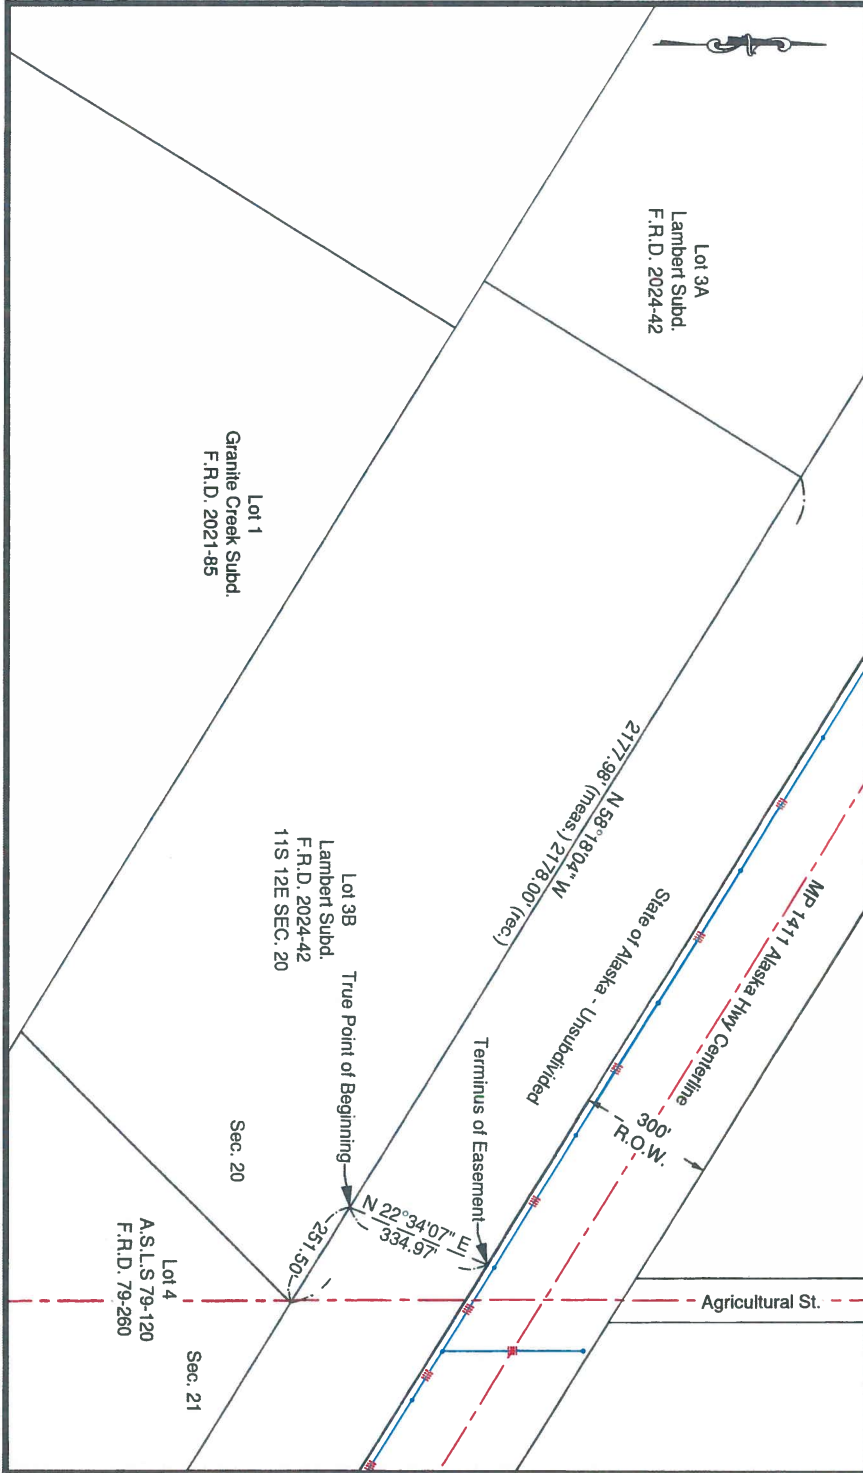 Lot 3A
Lambert Subd.
F.R.D. 2024-42
Lot 1
Granite Creek Subd.
F.R.D. 2021-85
N 58°18'04" W
2177.98' (meas.) 2178.00' (rec.)
State of Alaska - Unsubdivided
MP 1411 Alaska Hwy Centerline
300'
R.O.W.
Lot 3B
Lambert Subd.
F.R.D. 2024-42
11S 12E SEC. 20
True Point of Beginning
Terminus of Easement
N 22°34'07" E
334.97'
251.50'
Sec. 20
Lot 4
A.S.L.S 79-120
F.R.D. 79-260
Sec. 21
Agricultural St.